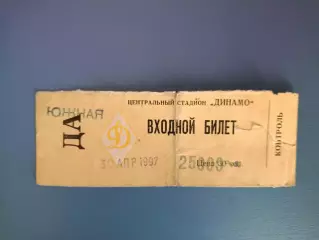 ЦЕНТРАЛЬНЫЙ СТАДИОН „ДИНАМО"
ЮЖНАЯ
ДА
Д
ВХОДНОЙ БИЛЕТ
КОНТРОЛЬ
30 АПР 1997
25000